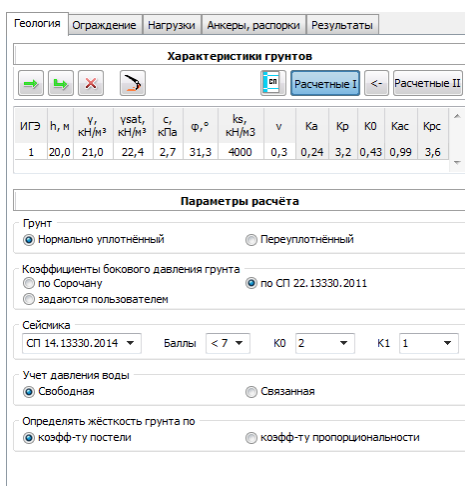 Геология Ограждение Нагрузки Анкеры, распорки Результаты
Характеристики грунтов
СП Расчетные I <- Расчетные II
ИГЭ h, м γ, кН/м³ γsat, кН/м³ c, кПа φ,° ks, кН/м3 ν Ka Kp K0 Kac Kpc
1 20,0 21,0 22,4 2,7 31,3 4000 0,3 0,24 3,2 0,43 0,99 3,6
Параметры расчёта
Грунт
Нормально уплотнённый Переуплотнённый
Коэффициенты бокового давления грунта
по Сорочану по СП 22.13330.2011
задаются пользователем
Сейсмика
СП 14.13330.2014 Баллы < 7 K0 2 K1 1
Учет давления воды
Свободная Связанная
Определять жёсткость грунта по
коэфф-ту постели коэфф-ту пропорциональности